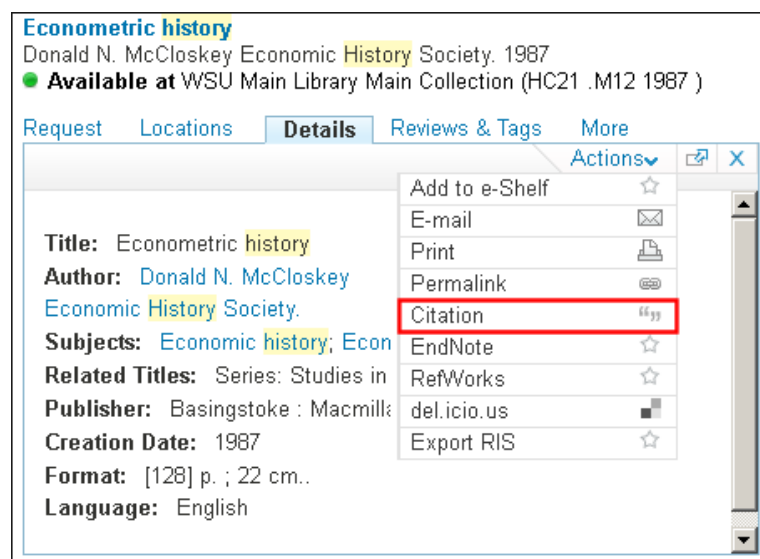 Econometric history
Donald N. McCloskey Economic History Society. 1987
Available at WSU Main Library Main Collection (HC21 .M12 1987 )
Request Locations Details Reviews & Tags More
Actions
Add to e-Shelf
E-mail
Print
Permalink
Citation
EndNote
RefWorks
del.icio.us
Export RIS
Title: Econometric history
Author: Donald N. McCloskey
Economic History Society.
Subjects: Economic history; Econ
Related Titles: Series: Studies in
Publisher: Basingstoke : Macmill
Creation Date: 1987
Format: [128] p. ; 22 cm..
Language: English